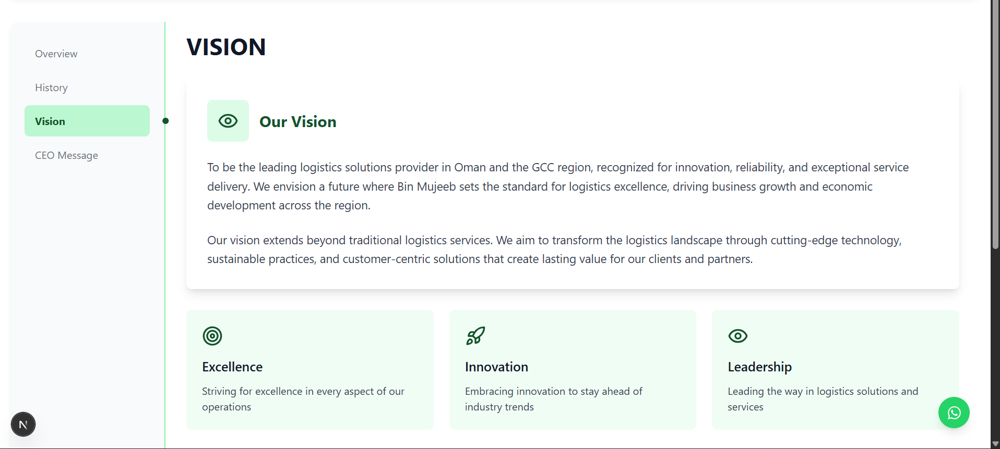 Overview
History
Vision
CEO Message
VISION
Our Vision
To be the leading logistics solutions provider in Oman and the GCC region, recognized for innovation, reliability, and exceptional service
delivery. We envision a future where Bin Mujeeb sets the standard for logistics excellence, driving business growth and economic
development across the region.
Our vision extends beyond traditional logistics services. We aim to transform the logistics landscape through cutting-edge technology,
sustainable practices, and customer-centric solutions that create lasting value for our clients and partners.
Excellence
Striving for excellence in every aspect of our
operations
Innovation
Embracing innovation to stay ahead of
industry trends
Leadership
Leading the way in logistics solutions and
services
N